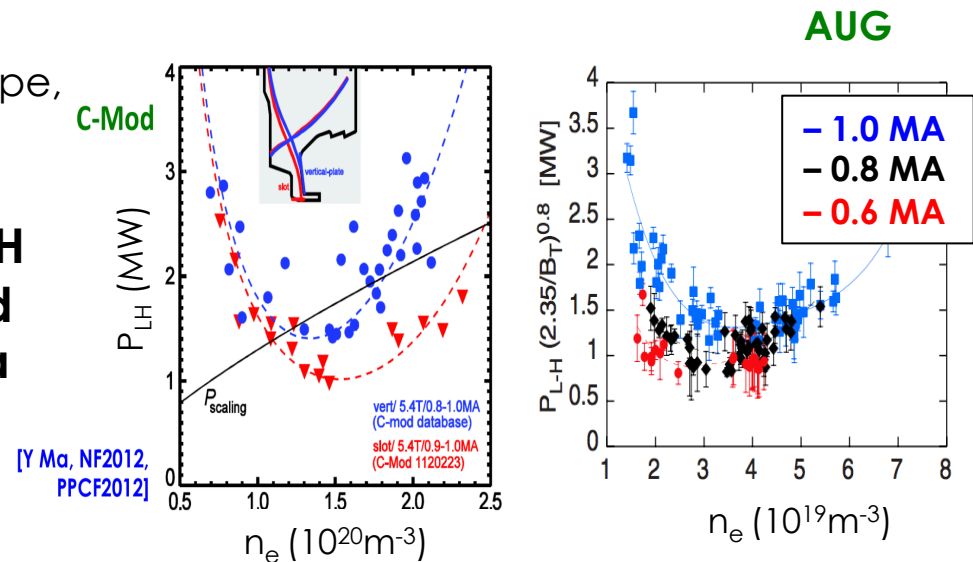 AUG
pe,
C-Mod
H
d
a
[Y Ma, NF2012,
PPCF2012]
P_LH (MW)
4
3
2
1
0
0.5 1.0 1.5 2.0 2.5
n_e (10^20 m^-3)
vertical-plate
slot
P_scaling
vert/ 5.4T/0.8-1.0MA
(C-mod database)
slot/ 5.4T/0.9-1.0MA
(C-Mod 1120223)
P_L-H (2.35/B_T)^0.8 [MW]
4
3.5
3
2.5
2
1.5
1
0.5
0
1 2 3 4 5 6 7 8
n_e (10^19 m^-3)
– 1.0 MA
– 0.8 MA
– 0.6 MA